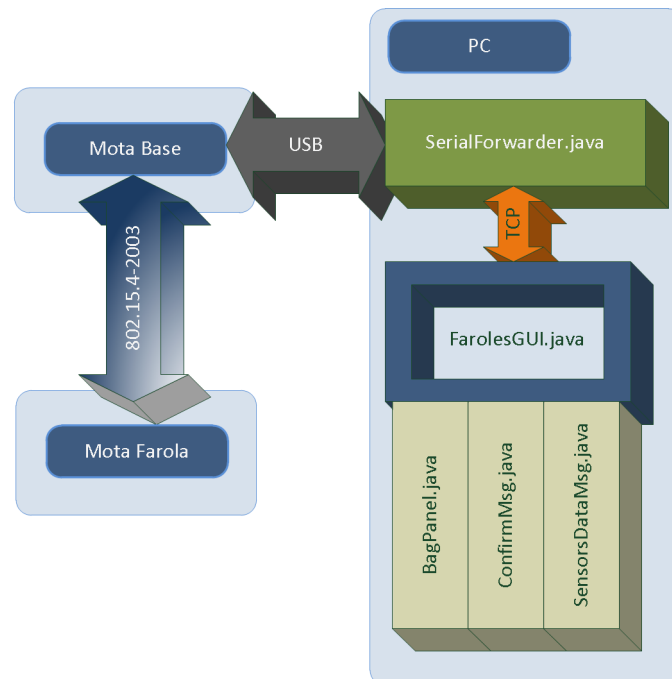 PC
Mota Base
USB
SerialForwarder.java
TCP
802.15.4-2003
FarolesGUI.java
Mota Farola
BagPanel.java
ConfirmMsg.java
SensorsDataMsg.java